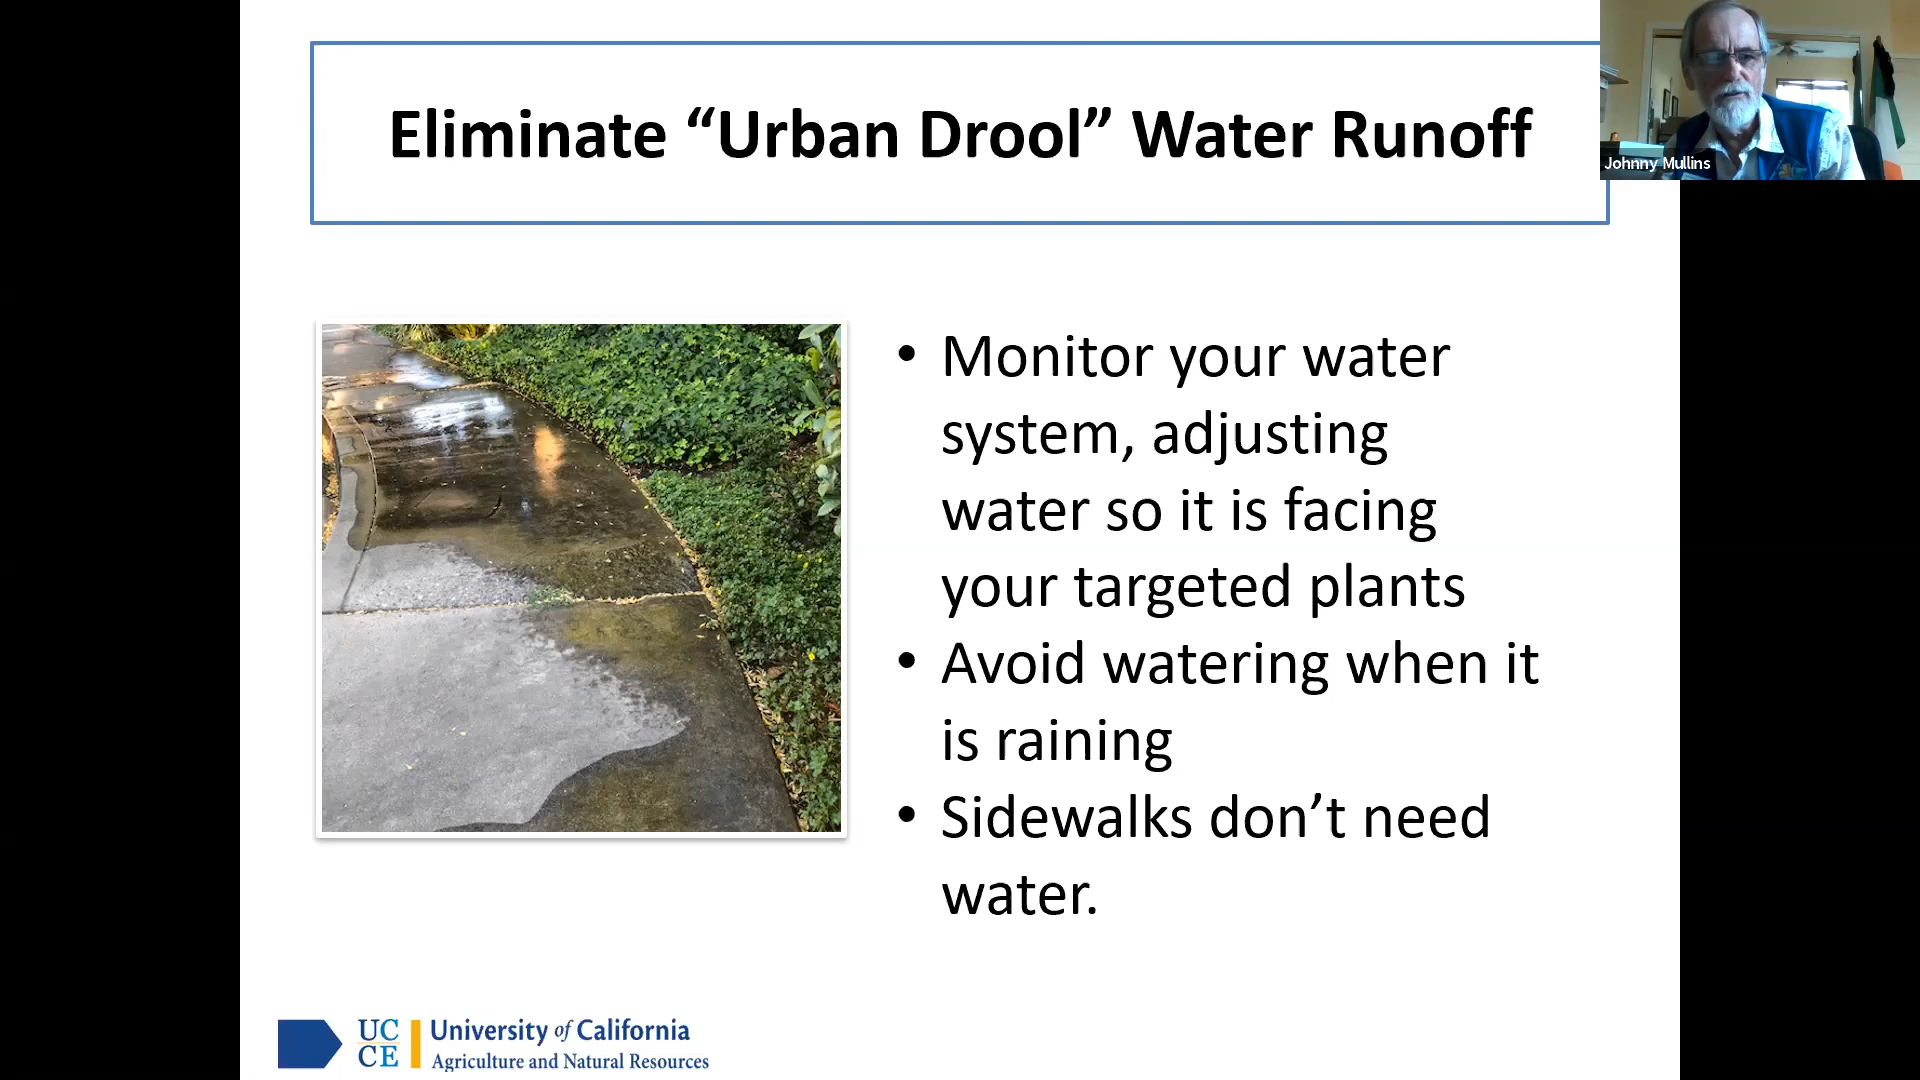 Eliminate “Urban Drool” Water Runoff
Johnny Mullins
• Monitor your water
system, adjusting
water so it is facing
your targeted plants
• Avoid watering when it
is raining
• Sidewalks don’t need
water.
UC
CE
University of California
Agriculture and Natural Resources